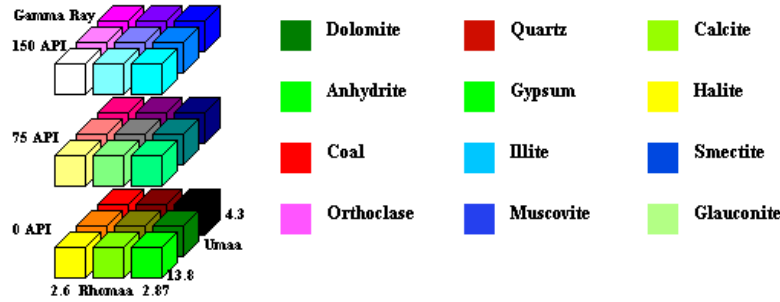 Gamma Ray
150 API
75 API
0 API
4.3
Umaa
13.8
2.6 Rhomaa 2.87
Dolomite Quartz Calcite
Anhydrite Gypsum Halite
Coal Illite Smectite
Orthoclase Muscovite Glauconite